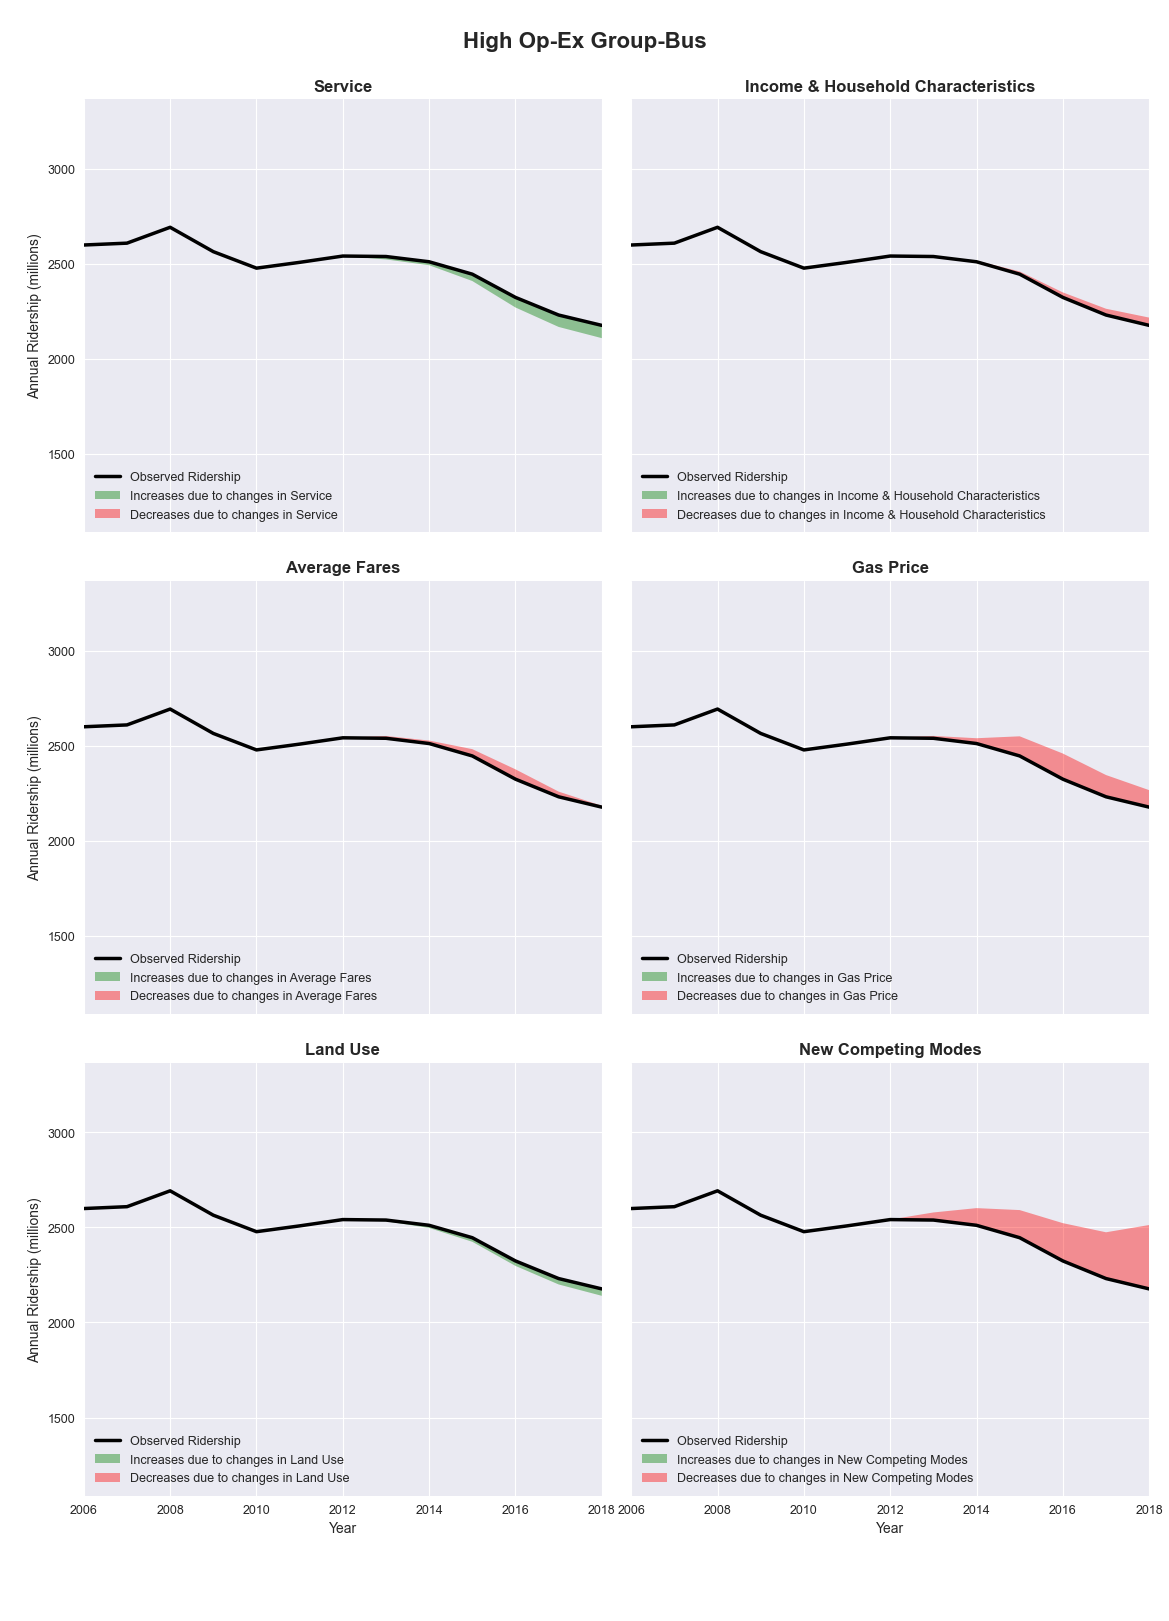 High Op-Ex Group-Bus
Service
Income & Household Characteristics
3000
2500
2000
1500
Annual Ridership (millions)
Observed Ridership
Increases due to changes in Service
Decreases due to changes in Service
Observed Ridership
Increases due to changes in Income & Household Characteristics
Decreases due to changes in Income & Household Characteristics
Average Fares
Gas Price
3000
2500
2000
1500
Annual Ridership (millions)
Observed Ridership
Increases due to changes in Average Fares
Decreases due to changes in Average Fares
Observed Ridership
Increases due to changes in Gas Price
Decreases due to changes in Gas Price
Land Use
New Competing Modes
3000
2500
2000
1500
Annual Ridership (millions)
Observed Ridership
Increases due to changes in Land Use
Decreases due to changes in Land Use
Observed Ridership
Increases due to changes in New Competing Modes
Decreases due to changes in New Competing Modes
2006 2008 2010 2012 2014 2016 2018
2006 2008 2010 2012 2014 2016 2018
Year
Year